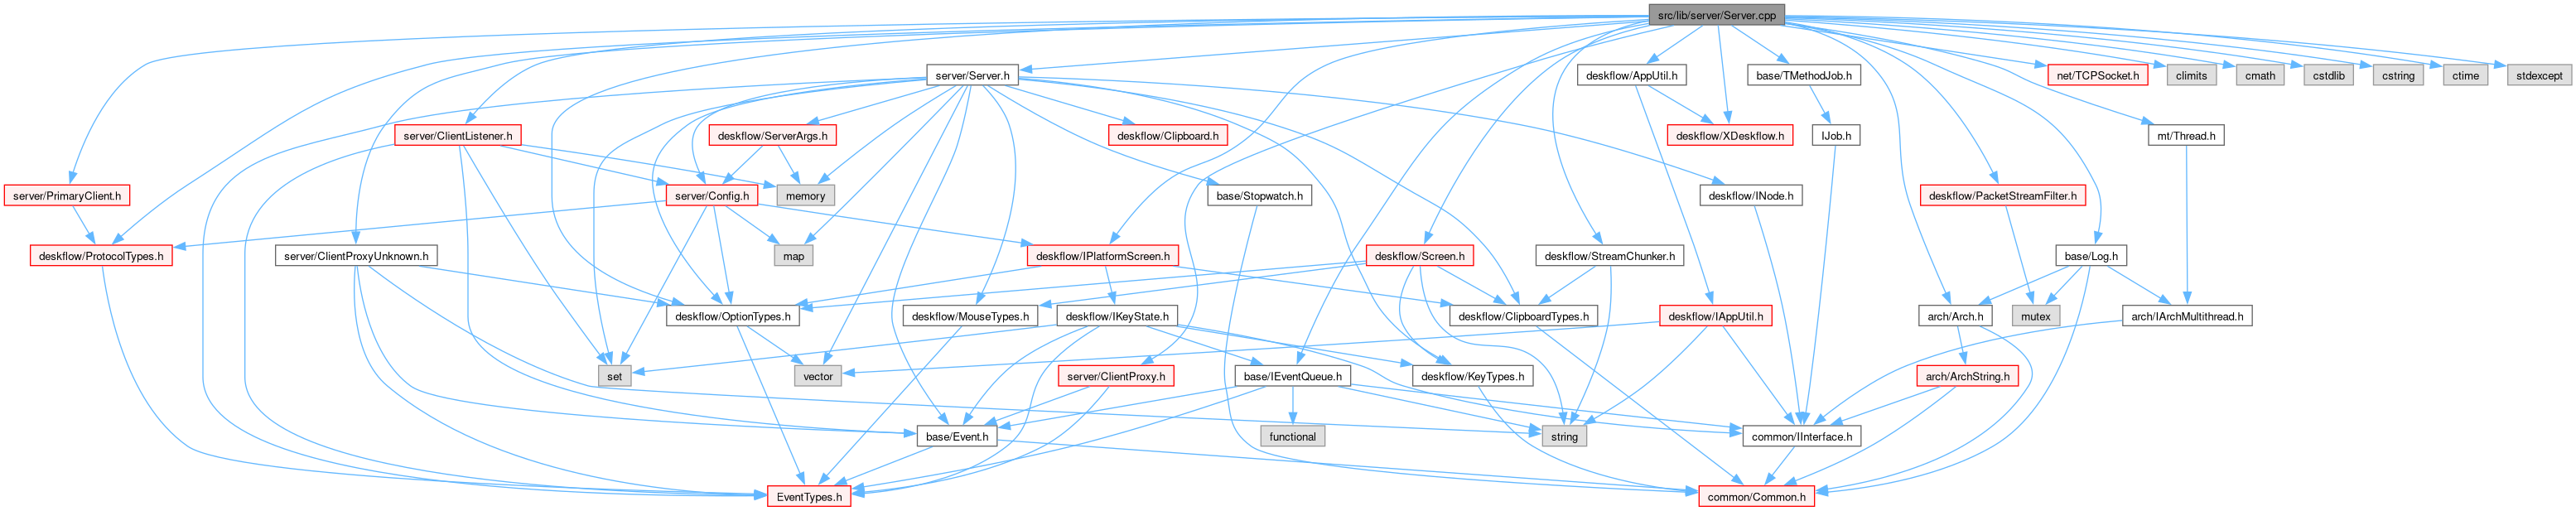 src/lib/server/Server.cpp
server/Server.h
deskflow/AppUtil.h
base/TMethodJob.h
net/TCPSocket.h
climits
cmath
cstdlib
cstring
ctime
stdexcept
server/ClientListener.h
deskflow/ServerArgs.h
deskflow/Clipboard.h
deskflow/XDeskflow.h
IJob.h
mt/Thread.h
server/PrimaryClient.h
server/Config.h
memory
base/Stopwatch.h
deskflow/INode.h
deskflow/PacketStreamFilter.h
deskflow/ProtocolTypes.h
server/ClientProxyUnknown.h
map
deskflow/IPlatformScreen.h
deskflow/Screen.h
deskflow/StreamChunker.h
base/Log.h
deskflow/OptionTypes.h
deskflow/MouseTypes.h
deskflow/IKeyState.h
deskflow/ClipboardTypes.h
deskflow/IAppUtil.h
arch/Arch.h
mutex
arch/IArchMultithread.h
set
vector
server/ClientProxy.h
base/IEventQueue.h
deskflow/KeyTypes.h
arch/ArchString.h
base/Event.h
functional
string
common/IInterface.h
EventTypes.h
common/Common.h